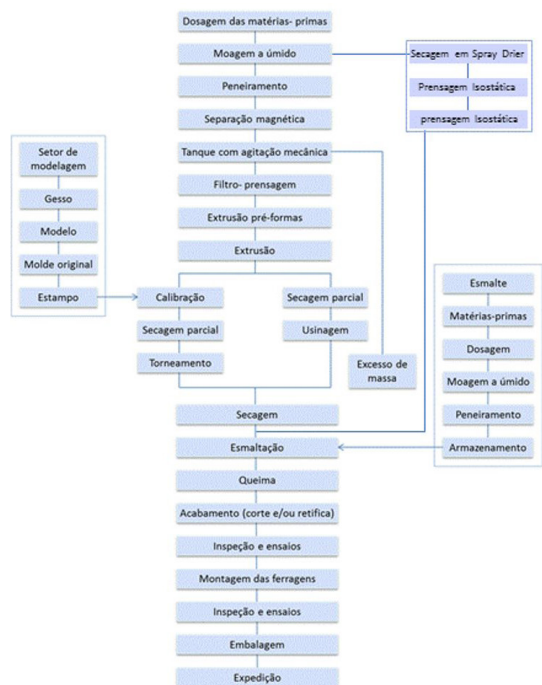 Dosagem das matérias- primas
Moagem a úmido
Peneiramento
Separação magnética
Tanque com agitação mecânica
Filtro- prensagem
Extrusão pré-formas
Extrusão
Secagem em Spray Drier
Prensagem Isostática
prensagem Isostática
Setor de
modelagem
Gesso
Modelo
Molde original
Estampo
Calibração
Secagem parcial
Torneamento
Secagem parcial
Usinagem
Excesso de
massa
Esmalte
Matérias-primas
Dosagem
Moagem a úmido
Peneiramento
Armazenamento
Secagem
Esmaltação
Queima
Acabamento (corte e/ou retifica)
Inspeção e ensaios
Montagem das ferragens
Inspeção e ensaios
Embalagem
Expedição